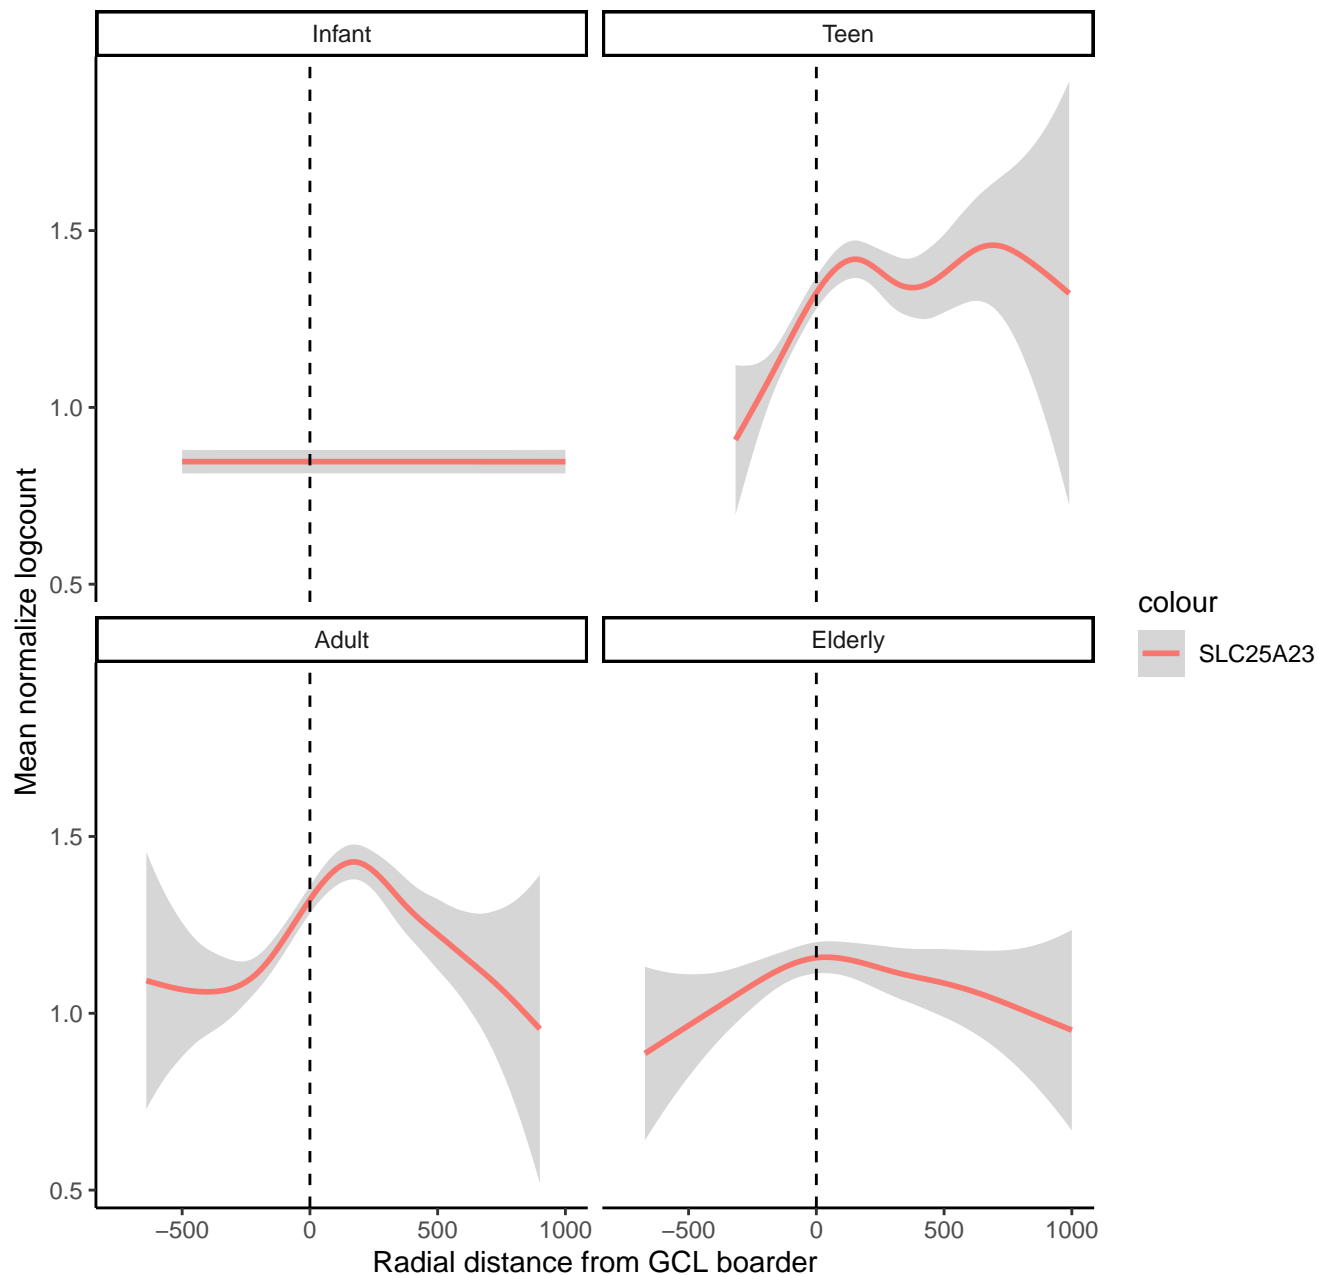 Infant
Teen
1.5
1.0
0.5
Mean normalize logcount
Adult
Elderly
1.5
1.0
0.5
−500 0 500 1000
−500 0 500 1000
Radial distance from GCL boarder
colour
SLC25A23